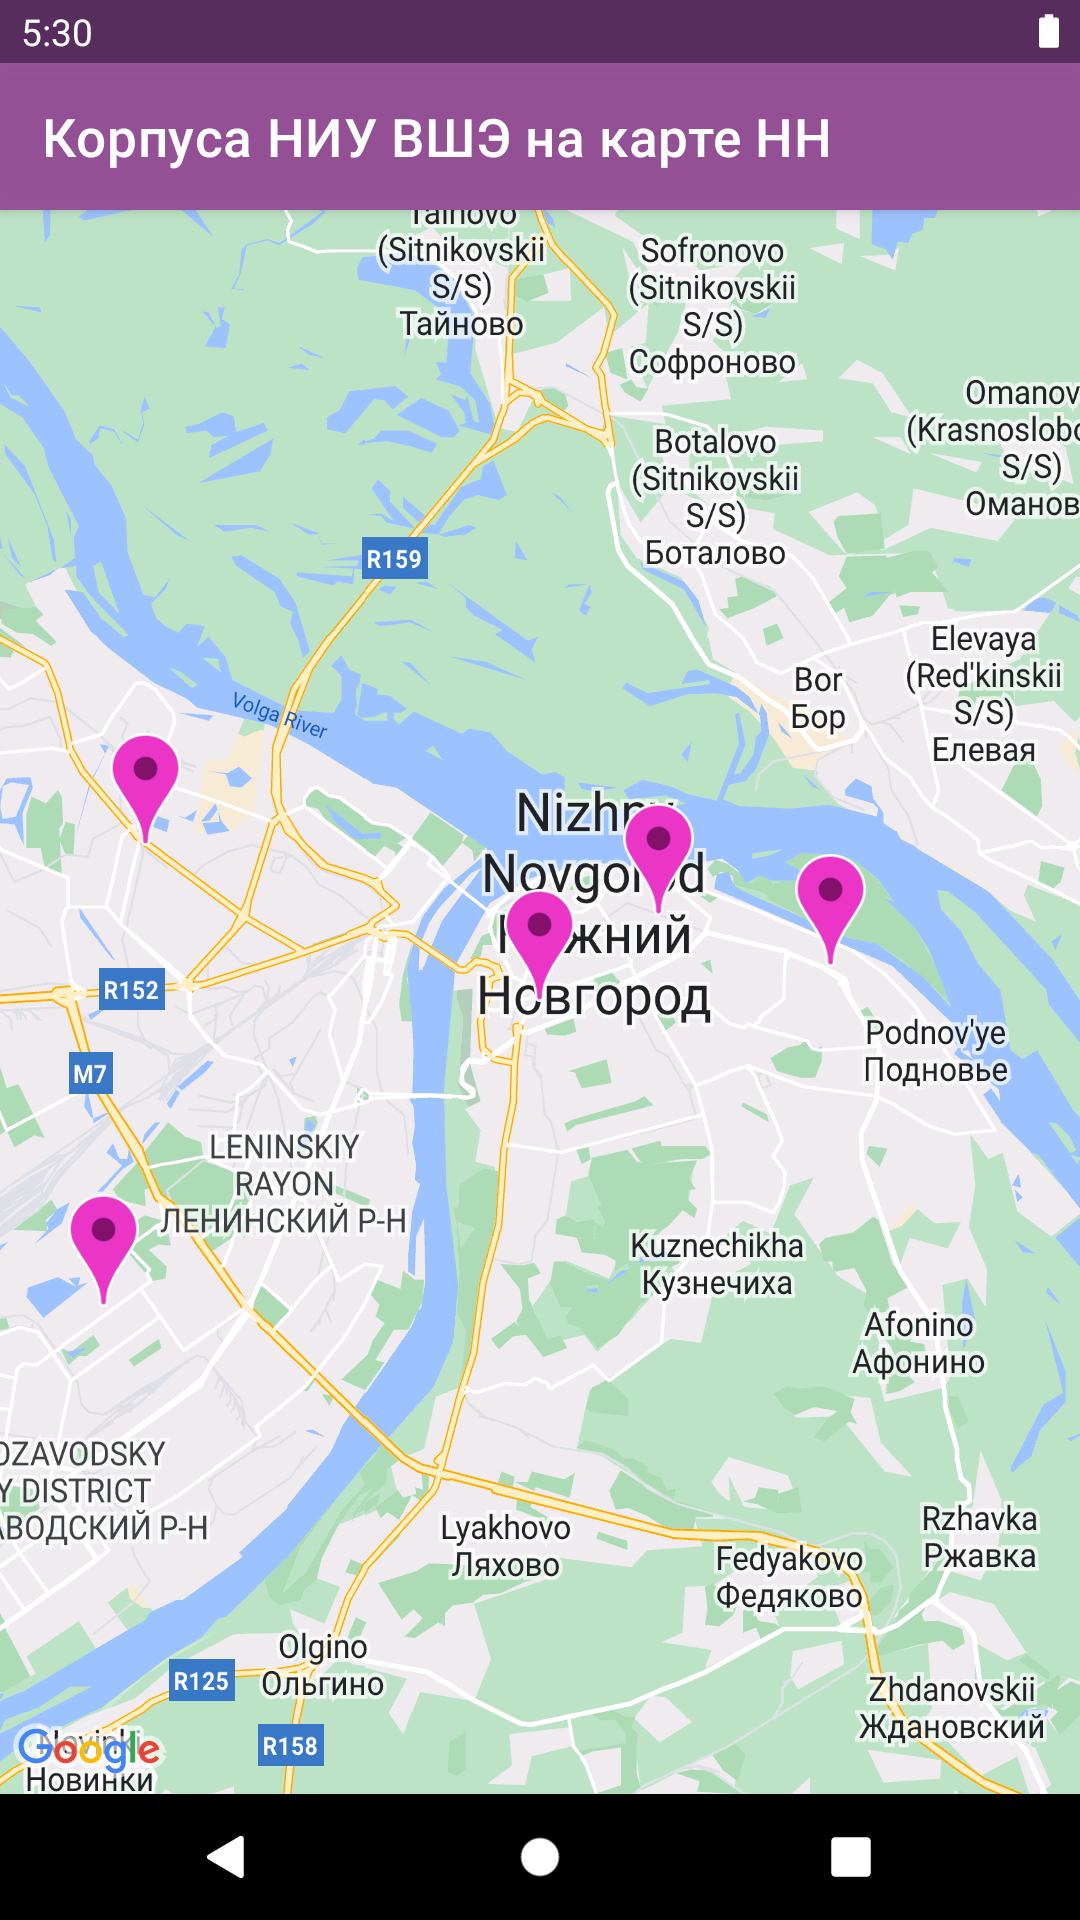 5:30
Корпуса НИУ ВШЭ на карте НН
Tainovo
(Sitnikovskii
S/S)
Тайново
Sofronovo
(Sitnikovskii
S/S)
Софроново
Omanov
(Krasnoslobo
S/S)
Оманов
Botalovo
(Sitnikovskii
S/S)
Боталово
R159
Elevaya
(Red'kinskii
S/S)
Елевая
Bor
Бор
Volga River
Nizhny
Novgorod
Нижний
Новгород
R152
Podnov'ye
Подновье
M7
LENINSKIY
RAYON
ЛЕНИНСКИЙ Р-Н
Kuznechikha
Кузнечиха
Afonino
Афонино
OZAVODSKY
Y DISTRICT
АВОДСКИЙ Р-Н
Lyakhovo
Ляхово
Rzhavka
Ржавка
Fedyakovo
Федяково
Olgino
Ольгино
R125
Zhdanovskii
Ждановский
R158
Novinki
Новинки
Google